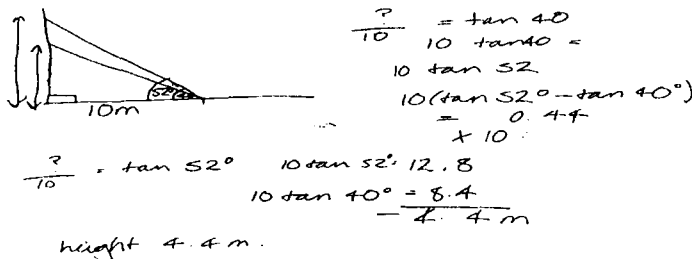 ? / 10 = tan 40
10 tan40 =
10 tan 52
10(tan 52° - tan 40°)
= 0.44
× 10
52°
10m
? / 10 = tan 52° 10 tan 52° = 12.8
10 tan 40° = 8.4
- 4.4 m
height 4.4 m.